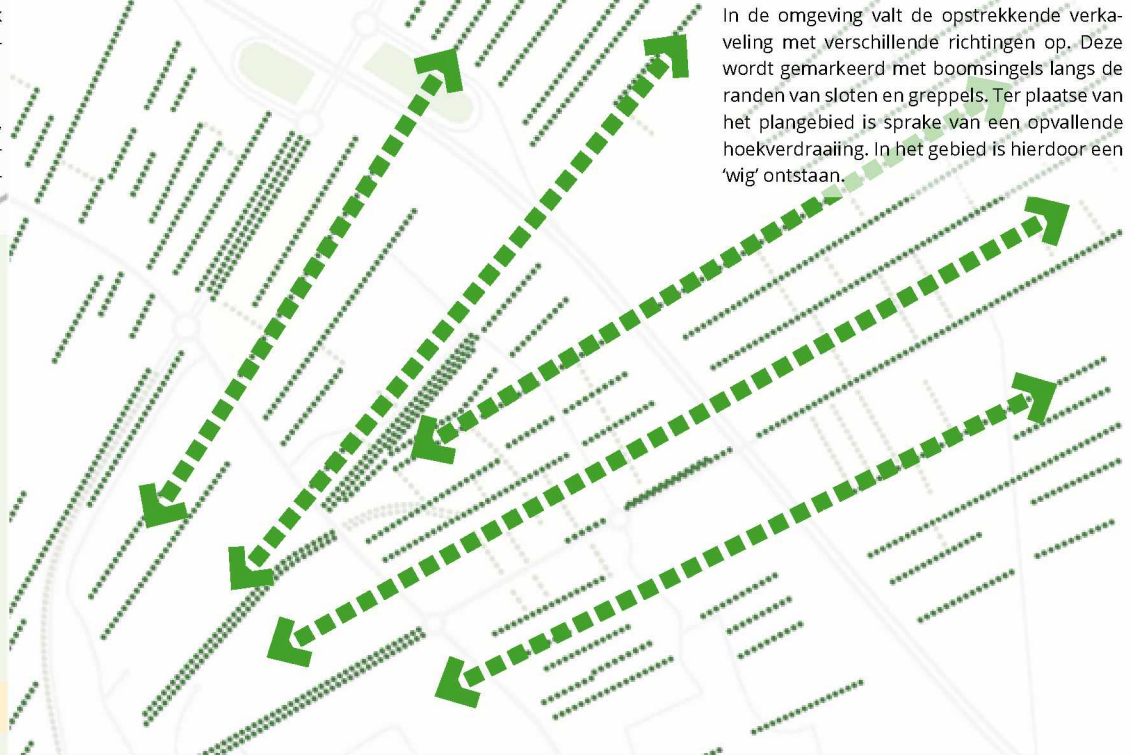 In de omgeving valt de opstrekkende verka-
veling met verschillende richtingen op. Deze
wordt gemarkeerd met boomsingels langs de
randen van sloten en greppels. Ter plaatse van
het plangebied is sprake van een opvallende
hoekverdraaiing. In het gebied is hierdoor een
‘wig’ ontstaan.